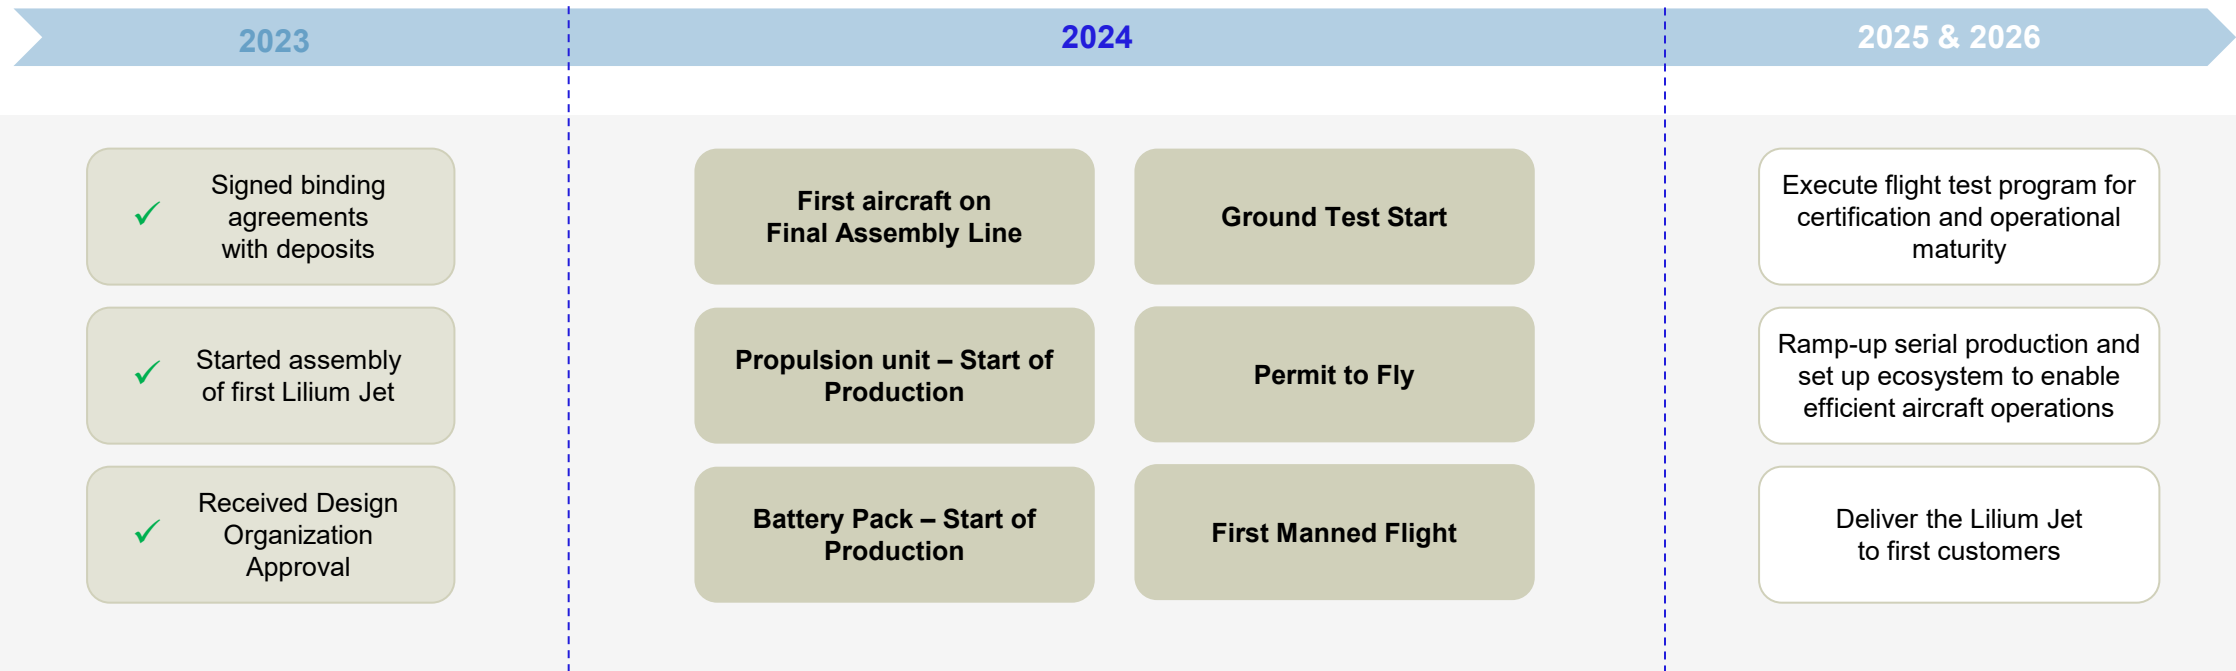 2023
2024
2025 & 2026
✓
Signed binding
agreements
with deposits
✓
Started assembly
of first Lilium Jet
✓
Received Design
Organization
Approval
First aircraft on
Final Assembly Line
Propulsion unit – Start of
Production
Battery Pack – Start of
Production
Ground Test Start
Permit to Fly
First Manned Flight
Execute flight test program for
certification and operational
maturity
Ramp-up serial production and
set up ecosystem to enable
efficient aircraft operations
Deliver the Lilium Jet
to first customers